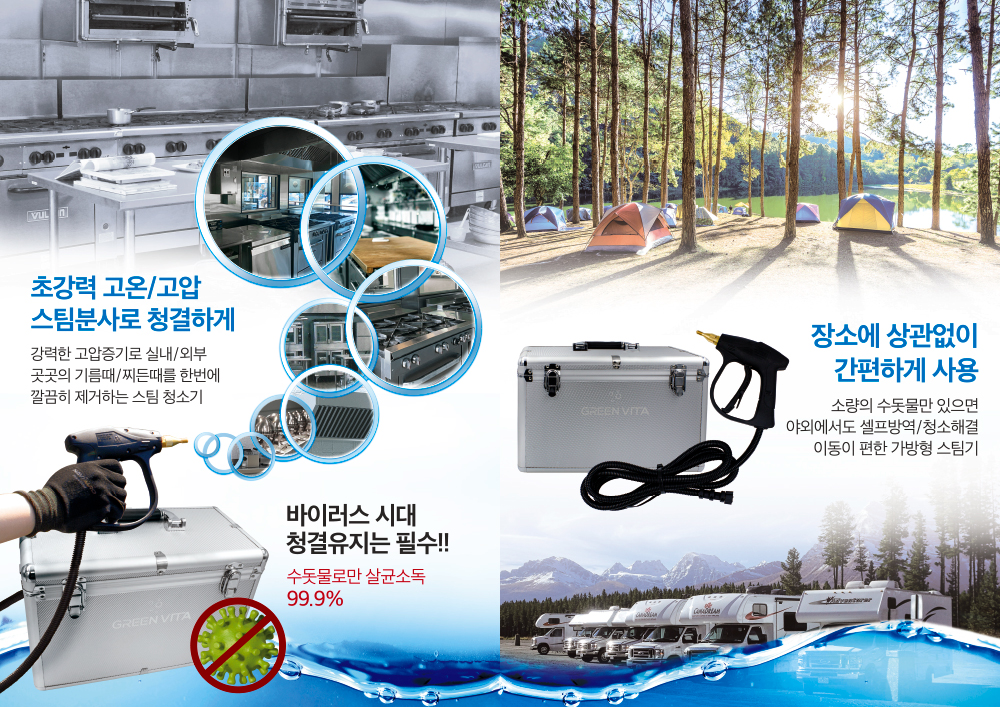 VULCAN
초강력 고온/고압
스팀분사로 청결하게
강력한 고압증기로 실내/외부
곳곳의 기름때/찌든때를 한번에
깔끔히 제거하는 스팀 청소기
GREEN VITA
바이러스 시대
청결유지는 필수!!
수돗물로만 살균소독
99.9%
장소에 상관없이
간편하게 사용
소량의 수돗물만 있으면
야외에서도 셀프방역/청소해결
이동이 편한 가방형 스팀기
GREEN VITA
CANADREAM
CANADREAM
Adventurer